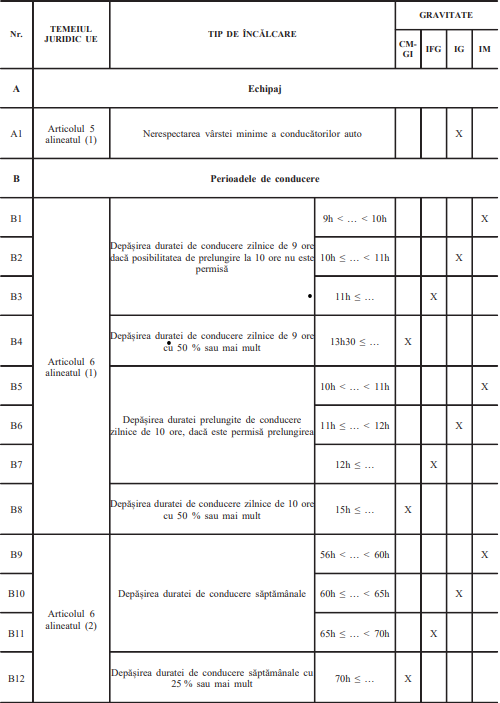 Nr. TEMEIUL JURIDIC UE TIP DE ÎNCĂLCARE GRAVITATE
CM-GI IFG IG IM
A Echipaj
A1 Articolul 5 alineatul (1) Nerespectarea vârstei minime a conducătorilor auto X
B Perioadele de conducere
Articolul 6 alineatul (1)
Depășirea duratei de conducere zilnice de 9 ore
dacă posibilitatea de prelungire la 10 ore nu este
permisă
B1 9h < … < 10h X
B2 10h ≤ … < 11h X
B3 11h ≤ … X
Depășirea duratei de conducere zilnice de 9 ore
cu 50 % sau mai mult
B4 13h30 ≤ … X
Depășirea duratei prelungite de conducere
zilnice de 10 ore, dacă este permisă prelungirea
B5 10h < … < 11h X
B6 11h ≤ … < 12h X
B7 12h ≤ … X
Depășirea duratei de conducere zilnice de 10 ore
cu 50 % sau mai mult
B8 15h ≤ … X
Articolul 6 alineatul (2)
Depășirea duratei de conducere săptămânale
B9 56h < … < 60h X
B10 60h ≤ … < 65h X
B11 65h ≤ … < 70h X
Depășirea duratei de conducere săptămânale cu
25 % sau mai mult
B12 70h ≤ … X